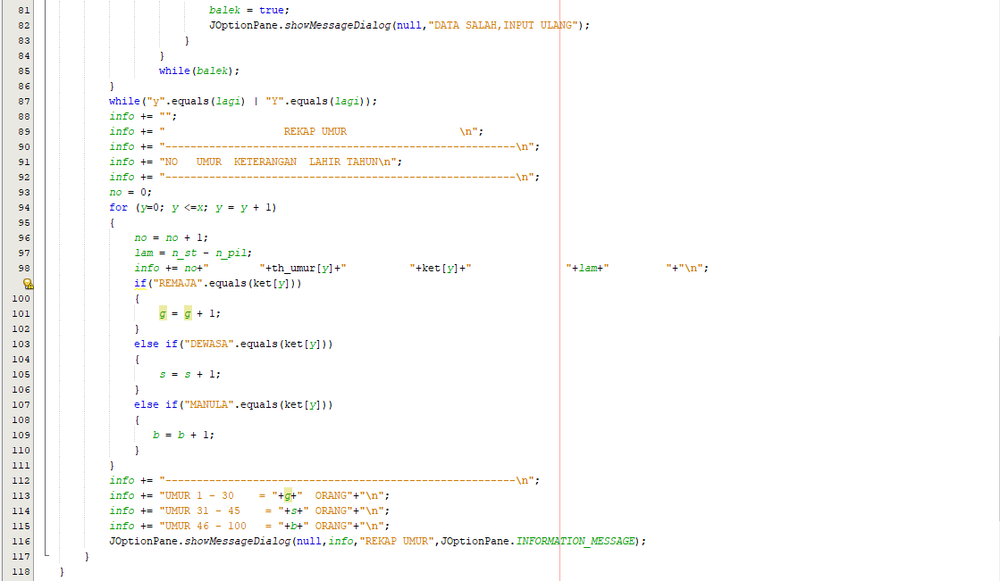 81 balek = true;
82 JOptionPane.showMessageDialog(null,"DATA SALAH,INPUT ULANG");
83 }
84 }
85 while(balek);
86 }
87 while("y".equals(lagi) | "Y".equals(lagi));
88 info += "";
89 info += "                   REKAP UMUR                  \n";
90 info += "--------------------------------------------------------\n";
91 info += "NO   UMUR  KETERANGAN  LAHIR TAHUN\n";
92 info += "--------------------------------------------------------\n";
93 no = 0;
94 for (y=0; y <=x; y = y + 1)
95 {
96 no = no + 1;
97 lam = n_st - n_pil;
98 info += no+"        "+th_umur[y]+"          "+ket[y]+"               "+lam+"         "+"\n";
if("REMAJA".equals(ket[y]))
100 {
101 g = g + 1;
102 }
103 else if("DEWASA".equals(ket[y]))
104 {
105 s = s + 1;
106 }
107 else if("MANULA".equals(ket[y]))
108 {
109 b = b + 1;
110 }
111 }
112 info += "--------------------------------------------------------\n";
113 info += "UMUR 1 - 30    = "+g+"  ORANG"+"\n";
114 info += "UMUR 31 - 45    = "+s+" ORANG"+"\n";
115 info += "UMUR 46 - 100   = "+b+" ORANG"+"\n";
116 JOptionPane.showMessageDialog(null,info,"REKAP UMUR",JOptionPane.INFORMATION_MESSAGE);
117 }
118 }